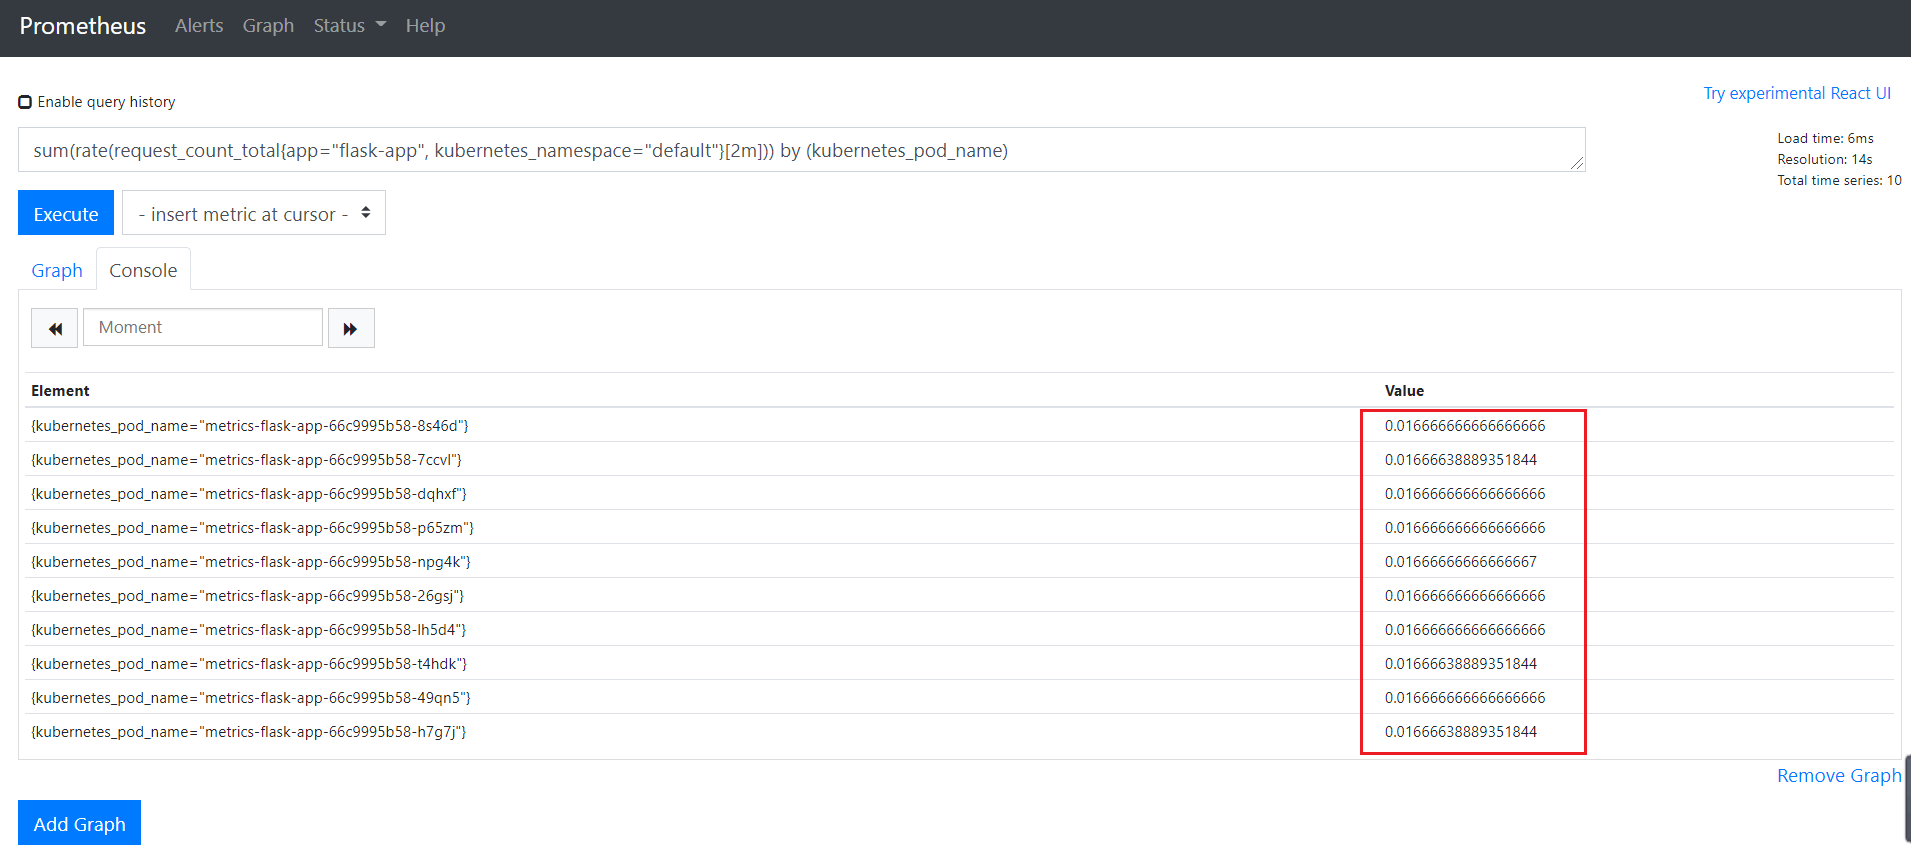 Prometheus Alerts Graph Status Help
Enable query history
Try experimental React UI
sum(rate(request_count_total{app="flask-app", kubernetes_namespace="default"}[2m])) by (kubernetes_pod_name)
Load time: 6ms
Resolution: 14s
Total time series: 10
Execute - insert metric at cursor -
Graph Console
Moment
Element Value
{kubernetes_pod_name="metrics-flask-app-66c9995b58-8s46d"} 0.016666666666666666
{kubernetes_pod_name="metrics-flask-app-66c9995b58-7ccvl"} 0.01666638889351844
{kubernetes_pod_name="metrics-flask-app-66c9995b58-dqhxf"} 0.016666666666666666
{kubernetes_pod_name="metrics-flask-app-66c9995b58-p65zm"} 0.016666666666666666
{kubernetes_pod_name="metrics-flask-app-66c9995b58-npg4k"} 0.01666666666666667
{kubernetes_pod_name="metrics-flask-app-66c9995b58-26gsj"} 0.016666666666666666
{kubernetes_pod_name="metrics-flask-app-66c9995b58-lh5d4"} 0.016666666666666666
{kubernetes_pod_name="metrics-flask-app-66c9995b58-t4hdk"} 0.01666638889351844
{kubernetes_pod_name="metrics-flask-app-66c9995b58-49qn5"} 0.016666666666666666
{kubernetes_pod_name="metrics-flask-app-66c9995b58-h7g7j"} 0.01666638889351844
Remove Graph
Add Graph